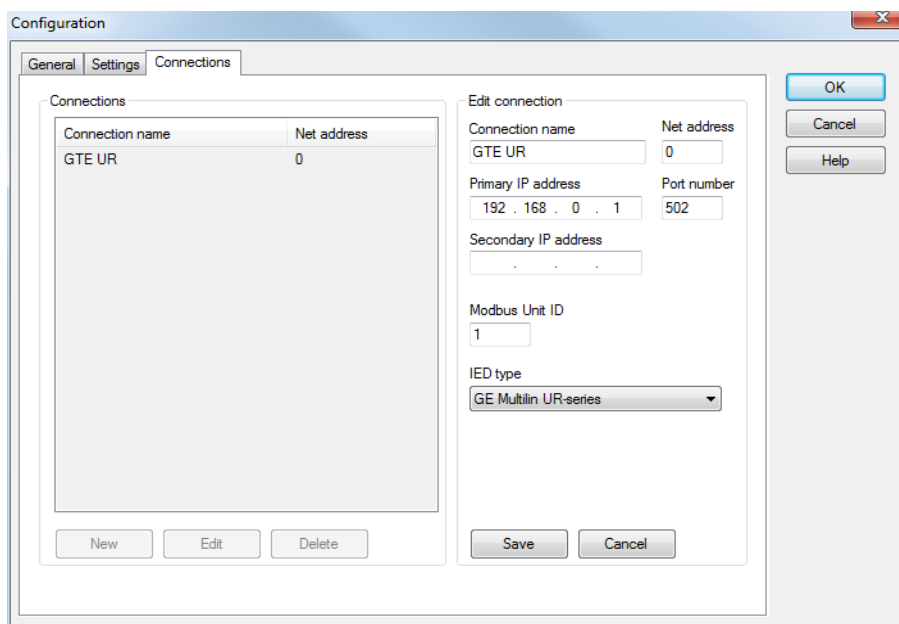 Configuration
X
General Settings Connections
Connections
Connection name Net address
GTE UR 0
New Edit Delete
Edit connection
Connection name Net address
GTE UR 0
Primary IP address Port number
192 . 168 . 0 . 1 502
Secondary IP address
. . .
Modbus Unit ID
1
IED type
GE Multilin UR-series
Save Cancel
OK
Cancel
Help